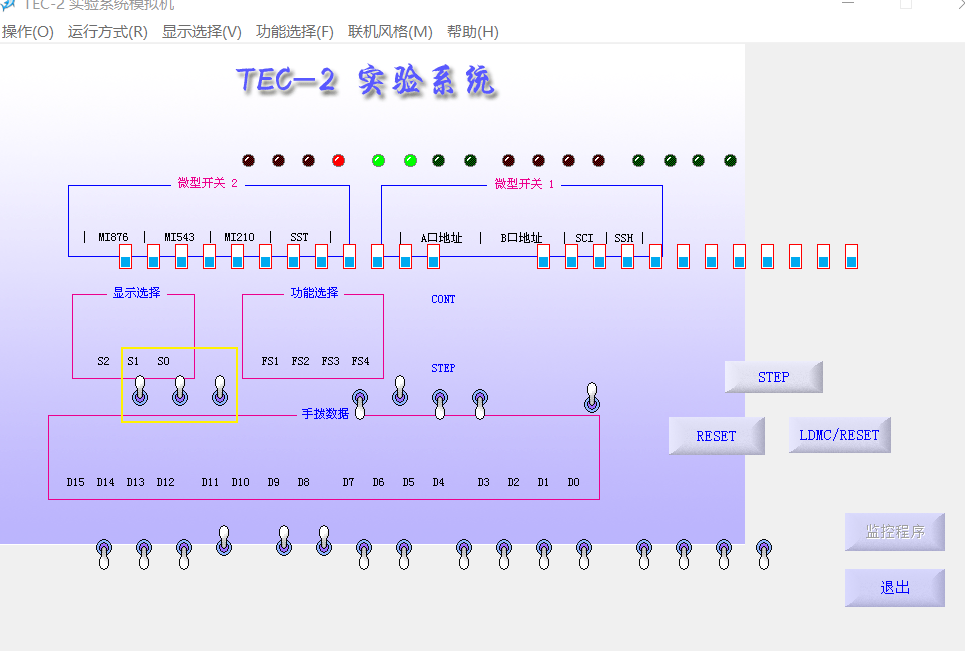 TEC-2 实验系统模拟机
操作(O) 运行方式(R) 显示选择(V) 功能选择(F) 联机风格(M) 帮助(H)
TEC-2 实验系统
微型开关 2 微型开关 1
| MI876 | MI543 | MI210 | SST | | A口地址 | B口地址 | SCI | SSH |
显示选择 功能选择 CONT
S2 S1 S0 FS1 FS2 FS3 FS4 STEP
STEP
手拨数据
RESET LDMC/RESET
D15 D14 D13 D12 D11 D10 D9 D8 D7 D6 D5 D4 D3 D2 D1 D0
监控程序
退出